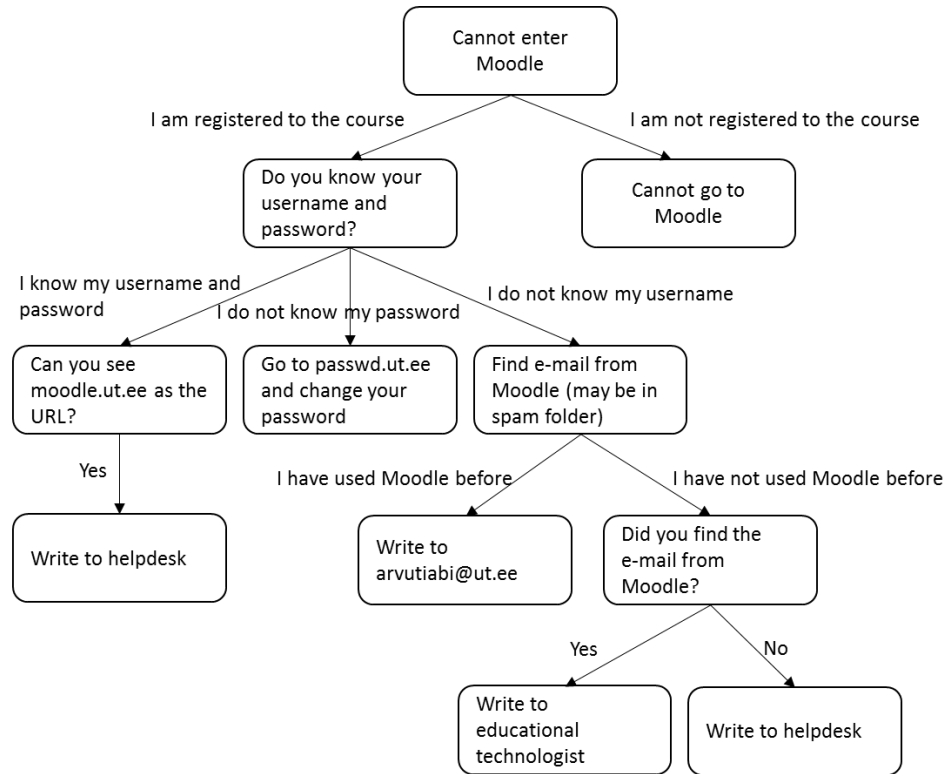 Cannot enter
Moodle
I am registered to the course
I am not registered to the course
Do you know your
username and
password?
Cannot go to
Moodle
I know my username and
password
I do not know my password
I do not know my username
Can you see
moodle.ut.ee as the
URL?
Go to passwd.ut.ee
and change your
password
Find e-mail from
Moodle (may be in
spam folder)
Yes
I have used Moodle before
I have not used Moodle before
Write to helpdesk
Write to
arvutiabi@ut.ee
Did you find the
e-mail from
Moodle?
Yes
No
Write to
educational
technologist
Write to helpdesk